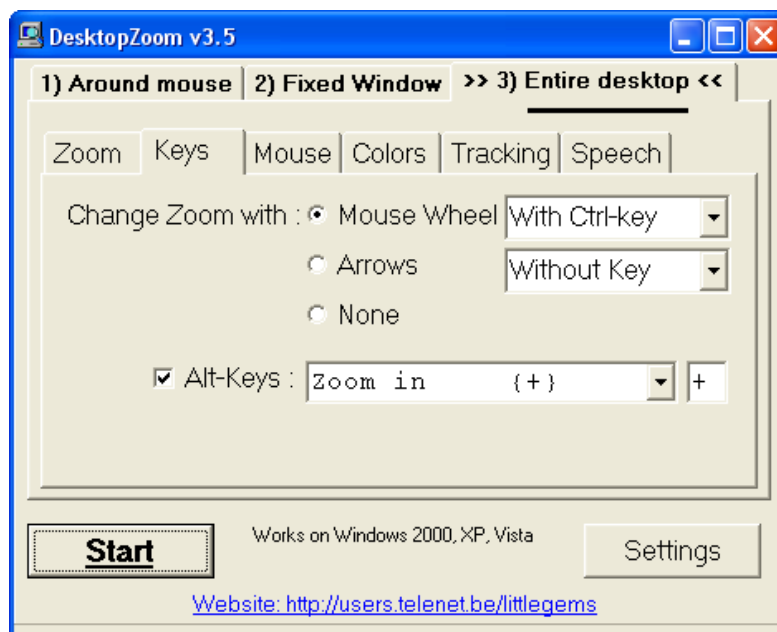 DesktopZoom v3.5
1) Around mouse 2) Fixed Window >> 3) Entire desktop <<
Zoom Keys Mouse Colors Tracking Speech
Change Zoom with : Mouse Wheel With Ctrl-key
Arrows Without Key
None
Alt-Keys : Zoom in {+} +
Start Works on Windows 2000, XP, Vista Settings
Website: http://users.telenet.be/littlegems